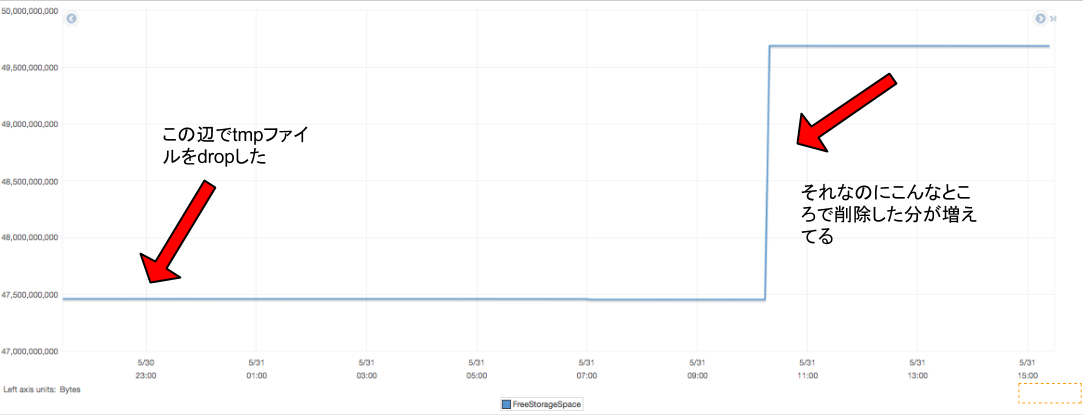 50,000,000,000
49,500,000,000
49,000,000,000
48,500,000,000
48,000,000,000
47,500,000,000
47,000,000,000
この辺でtmpファイ
ルをdropした
それなのにこんなとこ
ろで削除した分が増え
てる
5/30 5/31 5/31 5/31 5/31 5/31 5/31 5/31 5/31
23:00 01:00 03:00 05:00 07:00 09:00 11:00 13:00 15:00
Left axis units: Bytes
FreeStorageSpace